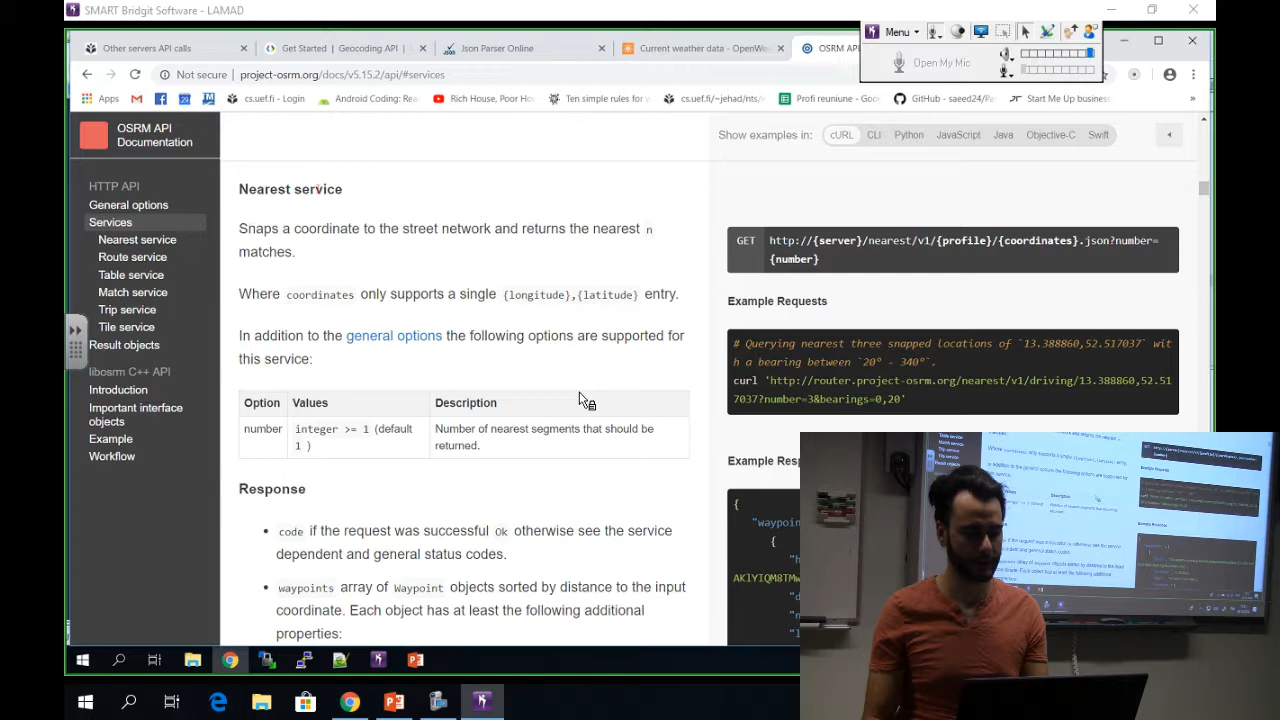 SMART Bridgit Software - LAMAD
Menu
Open My Mic
Other servers API calls
Get Started | Geocoding API |
Json Parser Online
Current weather data - OpenWe
OSRM AP
Not secure | project-osrm.org/docs/v5.15.2/api/#services
Apps
cs.uef.fi - Login
Android Coding: Rea
Rich House, Poor Ho
Ten simple rules for w
cs.uef.fi/~jehad/nts/
Profi reuniune - Goo
GitHub - saeed24/Pa
Start Me Up business
OSRM API
Documentation
HTTP API
General options
Services
Nearest service
Route service
Table service
Match service
Trip service
Tile service
Result objects
libosrm C++ API
Introduction
Important interface
objects
Example
Workflow
Nearest service
Snaps a coordinate to the street network and returns the nearest n
matches.
Where coordinates only supports a single {longitude},{latitude} entry.
In addition to the general options the following options are supported for
this service:
Option Values Description
number integer >= 1 (default
1 )
Number of nearest segments that should be
returned.
Response
code if the request was successful Ok otherwise see the service
dependent and general status codes.
waypoints array of Waypoint objects sorted by distance to the input
coordinate. Each object has at least the following additional
properties:
Show examples in: cURL CLI Python JavaScript Java Objective-C Swift
GET http://{server}/nearest/v1/{profile}/{coordinates}.json?number=
{number}
Example Requests
# Querying nearest three snapped locations of `13.388860,52.517037` wit
h a bearing between `20° - 340°`.
curl 'http://router.project-osrm.org/nearest/v1/driving/13.388860,52.51
7037?number=3&bearings=0,20'
Example Res
{
"waypoin
{
"h
AKIYIQM8TMw
"d
"n
"l